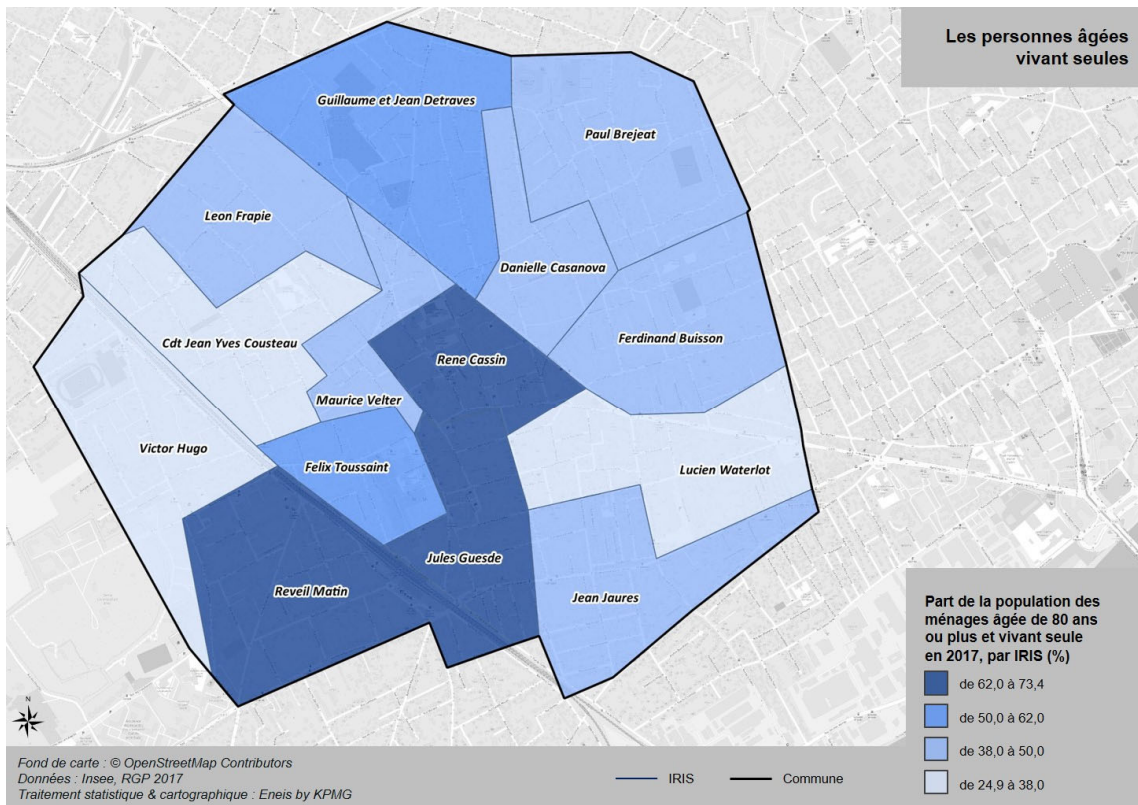 Les personnes âgées
vivant seules
Guillaume et Jean Detraves
Paul Brejeat
Leon Frapie
Danielle Casanova
Cdt Jean Yves Cousteau
Ferdinand Buisson
Rene Cassin
Maurice Velter
Victor Hugo
Felix Toussaint
Lucien Waterlot
Jules Guesde
Reveil Matin
Jean Jaures
Part de la population des
ménages âgée de 80 ans
ou plus et vivant seule
en 2017, par IRIS (%)
de 62,0 à 73,4
de 50,0 à 62,0
de 38,0 à 50,0
de 24,9 à 38,0
N
Fond de carte : © OpenStreetMap Contributors
Données : Insee, RGP 2017
Traitement statistique & cartographique : Eneis by KPMG
IRIS
Commune